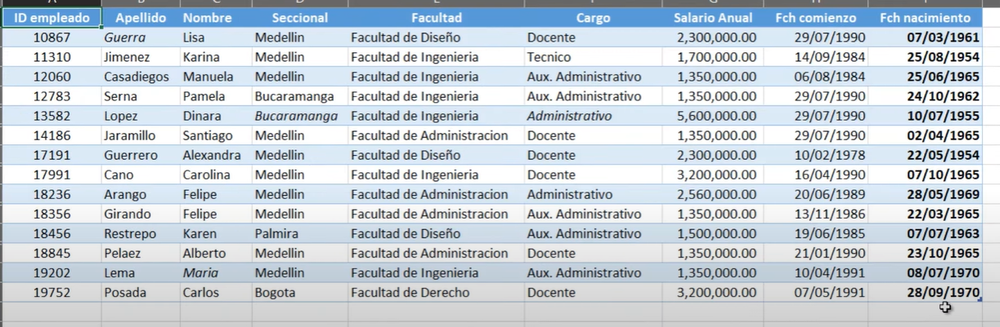 ID empleado Apellido Nombre Seccional Facultad Cargo Salario Anual Fch comienzo Fch nacimiento
10867 Guerra Lisa Medellin Facultad de Diseño Docente 2,300,000.00 29/07/1990 07/03/1961
11310 Jimenez Karina Medellin Facultad de Ingenieria Tecnico 1,700,000.00 14/09/1984 25/08/1954
12060 Casadiegos Manuela Medellin Facultad de Ingenieria Aux. Administrativo 1,350,000.00 06/08/1984 25/06/1965
12783 Serna Pamela Bucaramanga Facultad de Ingenieria Aux. Administrativo 1,350,000.00 29/07/1990 24/10/1962
13582 Lopez Dinara Bucaramanga Facultad de Ingenieria Administrativo 5,600,000.00 29/07/1990 10/07/1955
14186 Jaramillo Santiago Medellin Facultad de Administracion Docente 1,350,000.00 29/07/1990 02/04/1965
17191 Guerrero Alexandra Medellin Facultad de Diseño Docente 2,300,000.00 10/02/1978 22/05/1954
17991 Cano Carolina Medellin Facultad de Ingenieria Docente 3,200,000.00 16/04/1990 07/10/1965
18236 Arango Felipe Medellin Facultad de Administracion Administrativo 2,560,000.00 20/06/1989 28/05/1969
18356 Girando Felipe Medellin Facultad de Administracion Aux. Administrativo 1,350,000.00 13/11/1986 22/03/1965
18456 Restrepo Karen Palmira Facultad de Diseño Aux. Administrativo 1,500,000.00 19/06/1985 07/07/1963
18845 Pelaez Alberto Medellin Facultad de Administracion Docente 1,350,000.00 21/01/1990 23/10/1965
19202 Lema Maria Medellin Facultad de Ingenieria Aux. Administrativo 1,350,000.00 10/04/1991 08/07/1970
19752 Posada Carlos Bogota Facultad de Derecho Docente 3,200,000.00 07/05/1991 28/09/1970